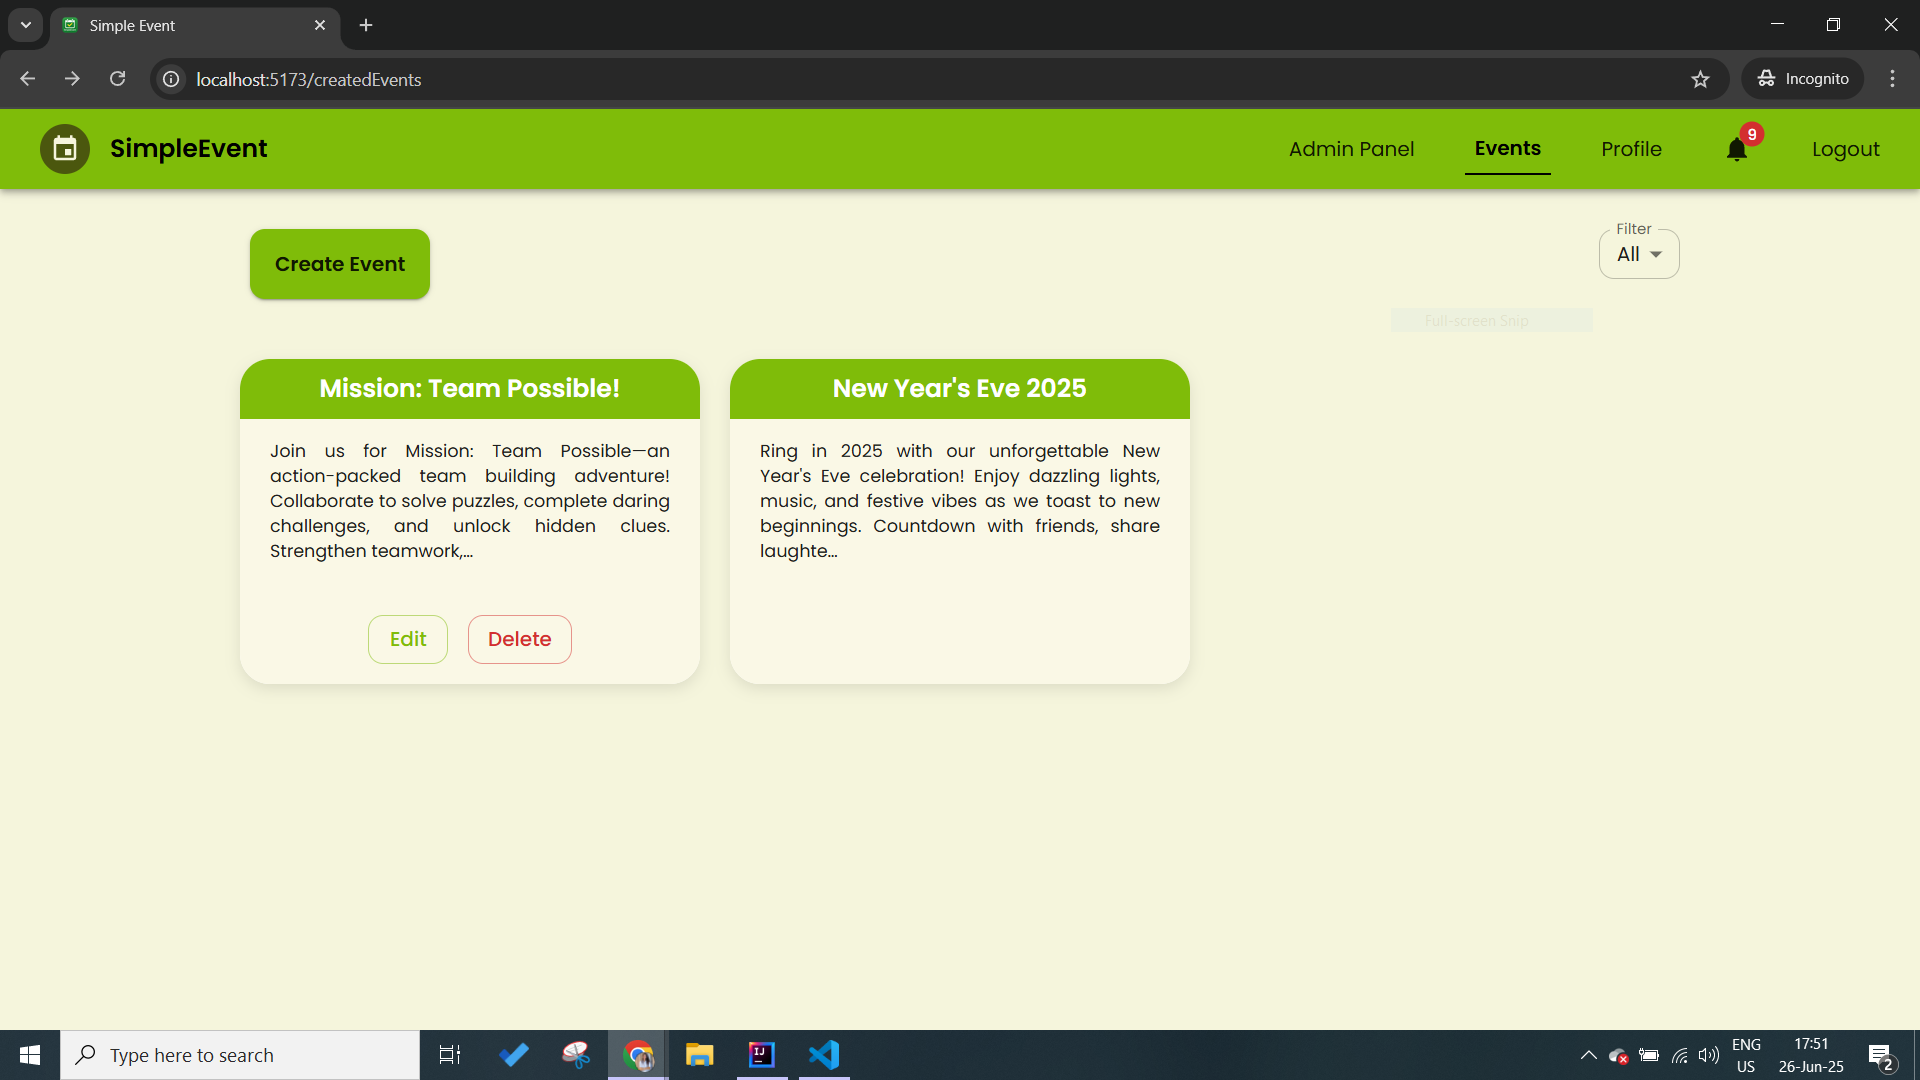 Simple Event
localhost:5173/createdEvents
Incognito
SimpleEvent
Admin Panel
Events
Profile
9
Logout
Create Event
Filter
All
Full-screen Snip
Mission: Team Possible!
Join us for Mission: Team Possible—an
action-packed team building adventure!
Collaborate to solve puzzles, complete daring
challenges, and unlock hidden clues.
Strengthen teamwork,...
Edit
Delete
New Year's Eve 2025
Ring in 2025 with our unforgettable New
Year's Eve celebration! Enjoy dazzling lights,
music, and festive vibes as we toast to new
beginnings. Countdown with friends, share
laughte...
Type here to search
IJ
ENG
US
17:51
26-Jun-25
2